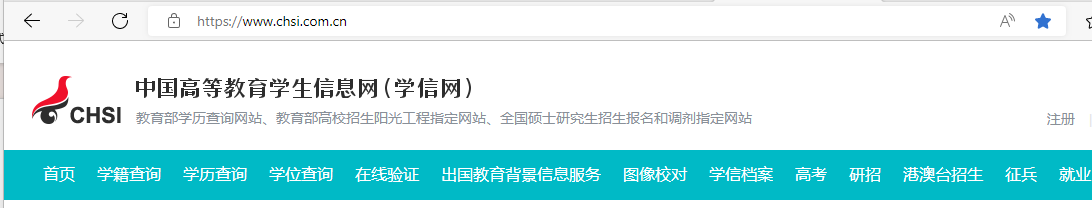 https://www.chsi.com.cn
中国高等教育学生信息网(学信网)
CHSI
教育部学历查询网站、教育部高校招生阳光工程指定网站、全国硕士研究生招生报名和调剂指定网站
注册
首页 学籍查询 学历查询 学位查询 在线验证 出国教育背景信息服务 图像校对 学信档案 高考 研招 港澳台招生 征兵 就业